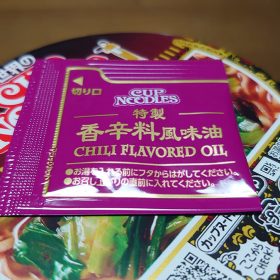 切り口
CUP
NOODLES
特製
香辛料風味油
CHILI FLAVORED OIL
●お湯を入れる前にフタからはがしてください。
●お召し上がりの直前に入れてください。